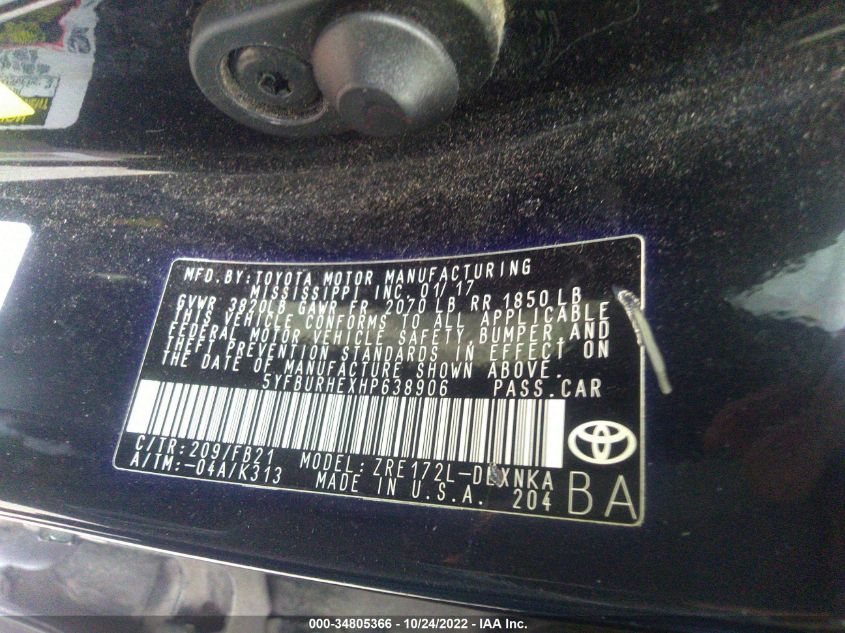 MFD. BY: TOYOTA MOTOR MANUFACTURING
MISSISSIPPI INC. 01/17
GVWR 3820LB GAWR FR 2070 LB RR 1850 LB
THIS VEHICLE CONFORMS TO ALL APPLICABLE
FEDERAL MOTOR VEHICLE SAFETY, BUMPER, AND
THEFT PREVENTION STANDARDS IN EFFECT ON
THE DATE OF MANUFACTURE SHOWN ABOVE.
5YFBURHEXHP638906 PASS. CAR
C/TR: 209/FB21 MODEL: ZRE172L-DEXNKA
A/TM: -04A/K313 MADE IN U.S.A. 204 BA
000-34805366 • 10/24/2022 - IAA Inc.